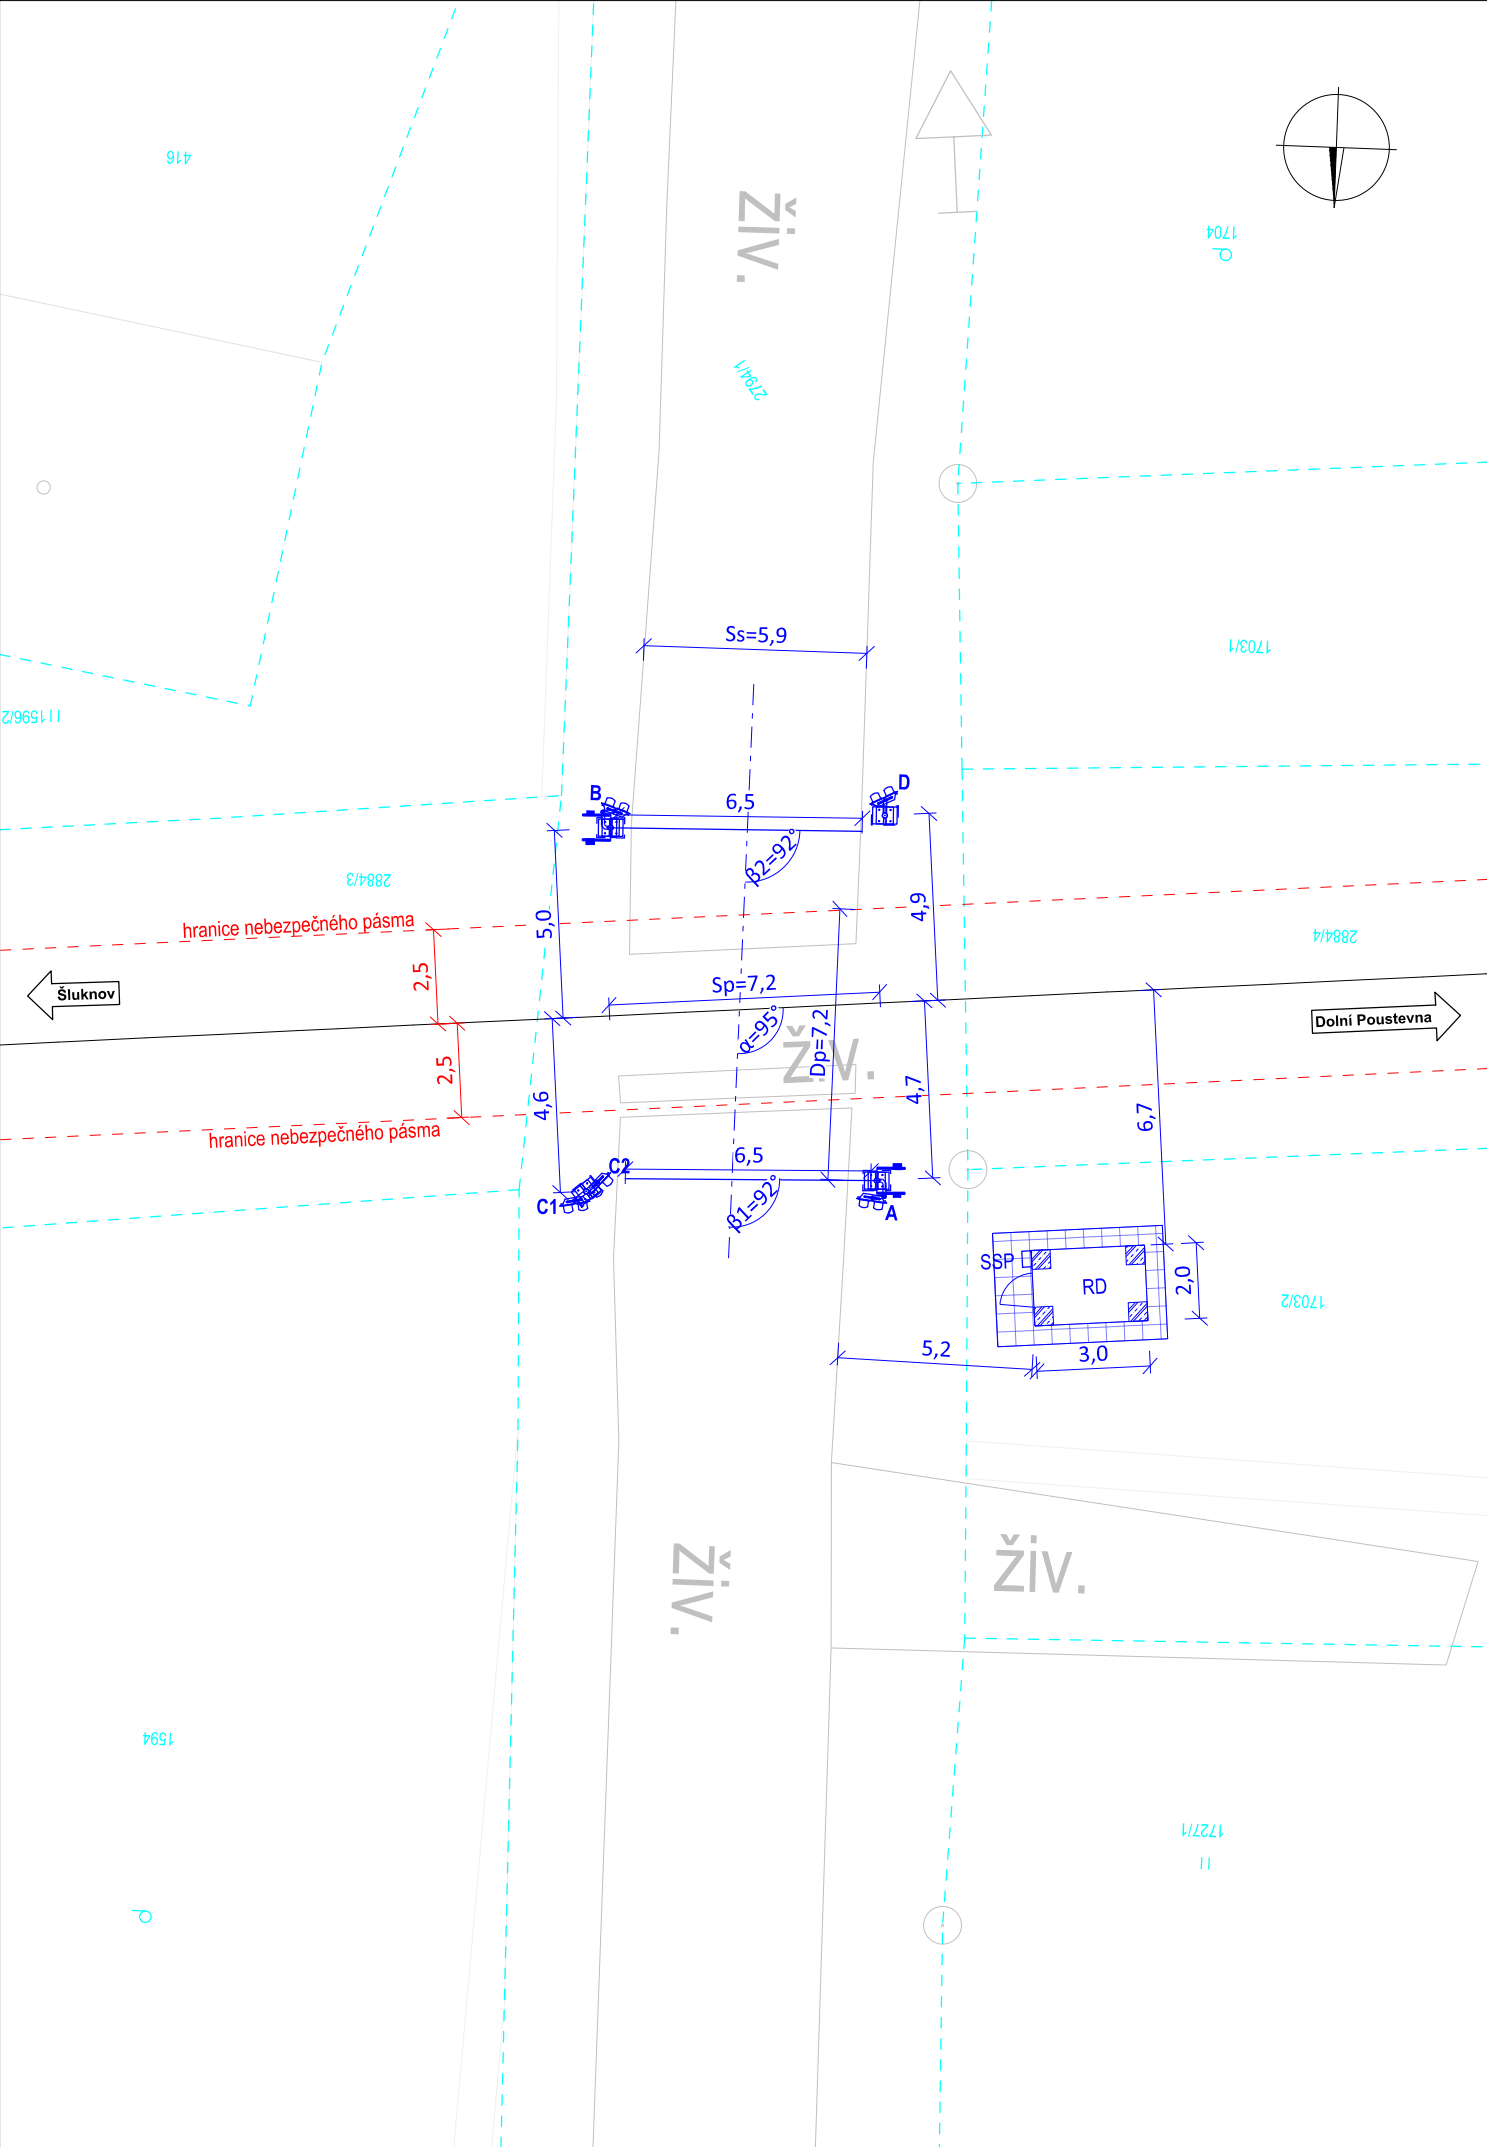 416
živ.
1704
2794/1
Ss=5,9
1703/1
II1596/2
B
D
6,5
β2=92°
2884/3
hranice nebezpečného pásma
5,0
4,9
2884/4
2,5
Šluknov
Sp=7,2
α=95°
Dp=7,2
živ.
Dolní Poustevna
2,5
4,6
4,7
6,7
hranice nebezpečného pásma
6,5
C2
C1
β1=92°
A
SSP
RD
2,0
1703/2
5,2
3,0
živ.
živ.
1594
1727/1
II